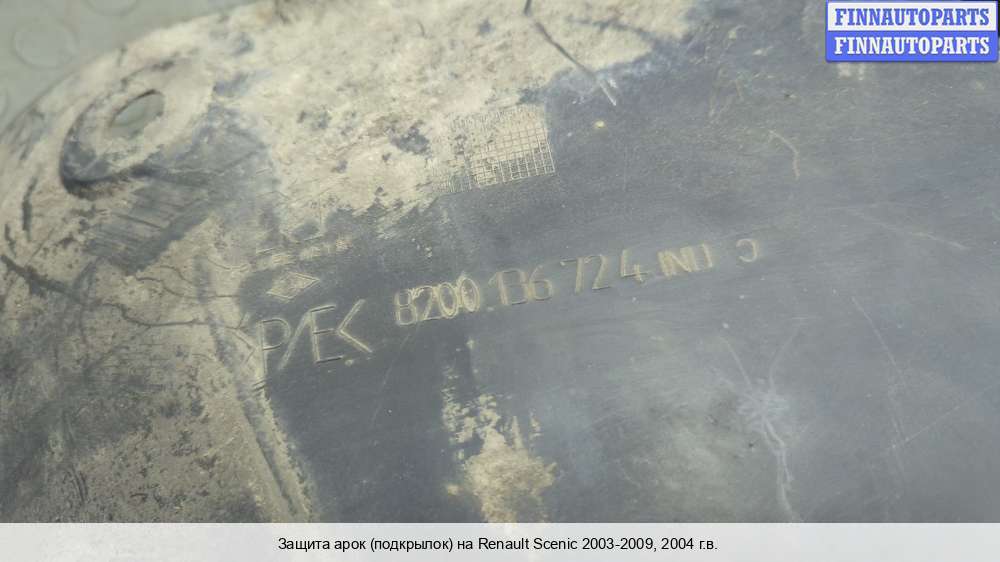 FINNAUTOPARTS
FINNAUTOPARTS
8200 136 724 IND
>P/E<
Защита арок (подкрылок) на Renault Scenic 2003-2009, 2004 г.в.